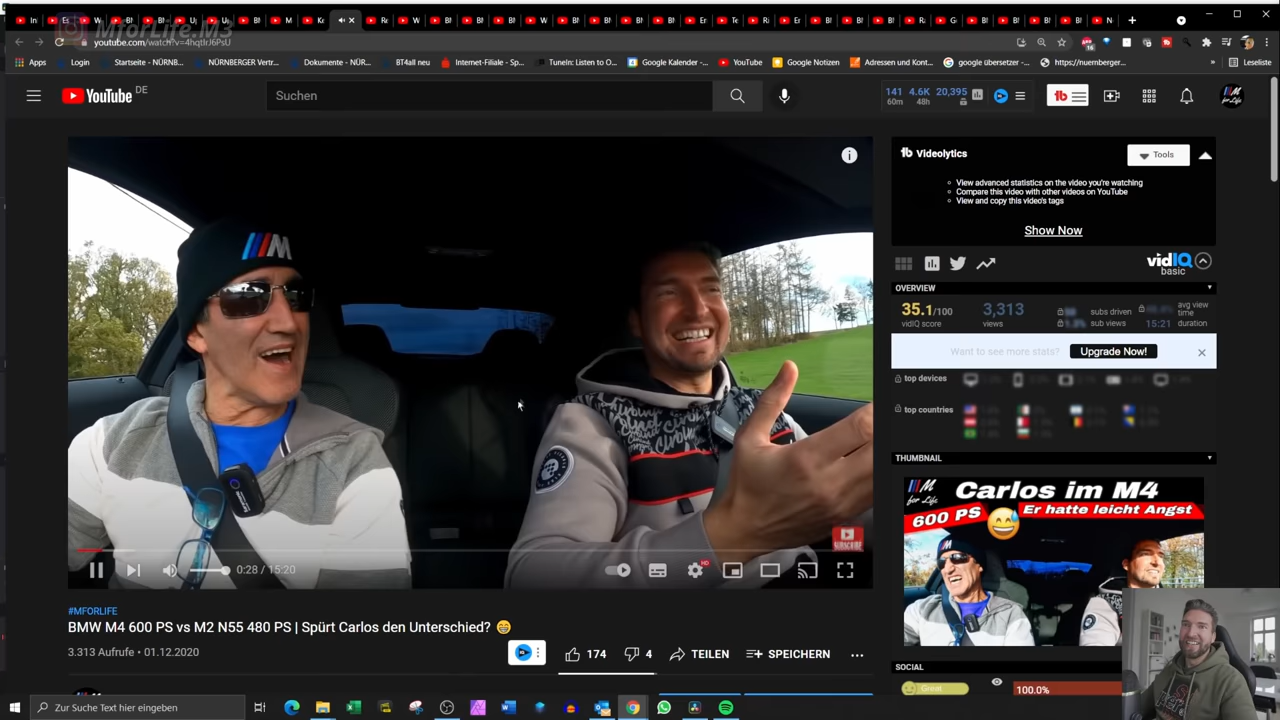 MforLife.M3
youtube.com/watch?v=4hqtIrJ6PsU
Apps
Login
Startseite - NÜRNB...
NÜRNBERGER Vertr...
Dokumente - NÜR...
BT4all neu
Internet-Filiale - Sp...
TuneIn: Listen to O...
Google Kalender -...
YouTube
Google Notizen
Adressen und Kont...
google übersetzer -...
https://nuernberger...
»
Leseliste
YouTube DE
Suchen
141 4.6K 20,395
60m 48h
tb Videolytics
Tools
View advanced statistics on the video you're watching
Compare this video with other videos on YouTube
View and copy this video's tags
Show Now
vidIQ
basic
OVERVIEW
35.1/100
vidIQ score
3,313
views
subs driven
sub views
avg view time
15:21 duration
Want to see more stats?
Upgrade Now!
top devices
top countries
THUMBNAIL
M for Life
Carlos im M4
600 PS
Er hatte leicht Angst
SUBSCRIBE
0:28 / 15:20
HD
#MFORLIFE
BMW M4 600 PS vs M2 N55 480 PS | Spürt Carlos den Unterschied? 😁
3.313 Aufrufe • 01.12.2020
174
4
TEILEN
SPEICHERN
SOCIAL
Great
100.0%
Zur Suche Text hier eingeben